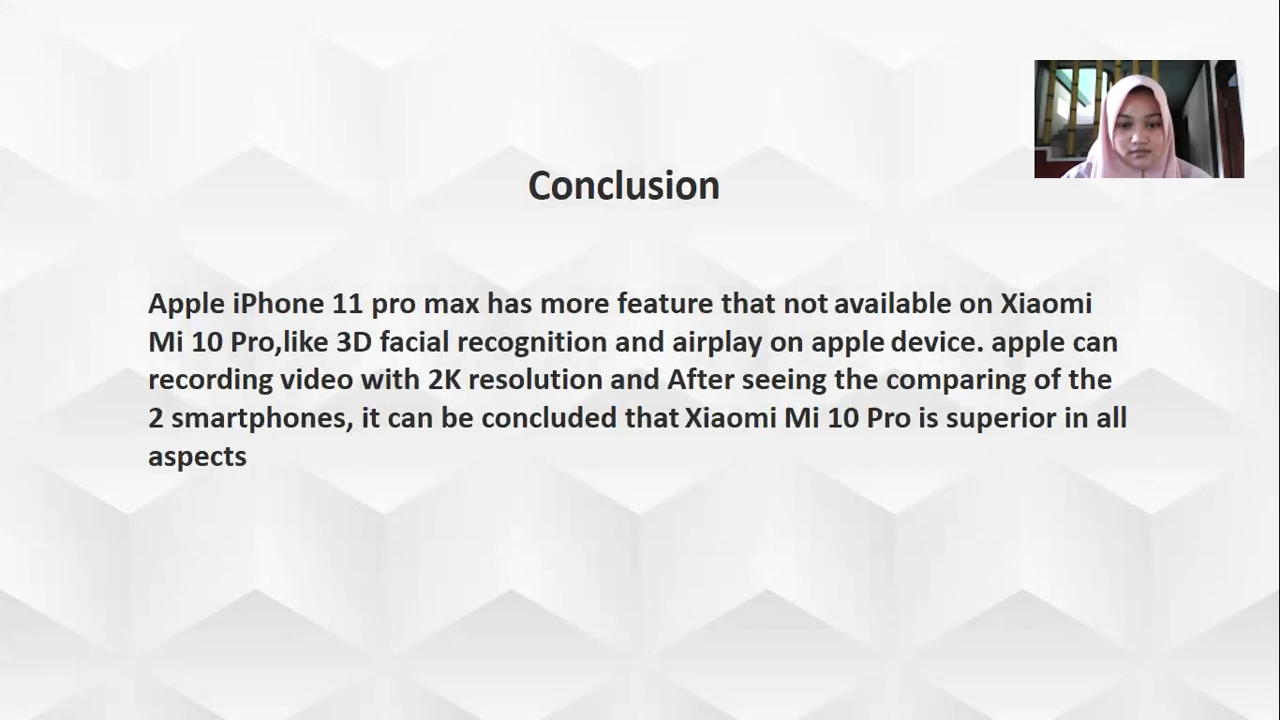 Conclusion
Apple iPhone 11 pro max has more feature that not available on Xiaomi
Mi 10 Pro,like 3D facial recognition and airplay on apple device. apple can
recording video with 2K resolution and After seeing the comparing of the
2 smartphones, it can be concluded that Xiaomi Mi 10 Pro is superior in all
aspects